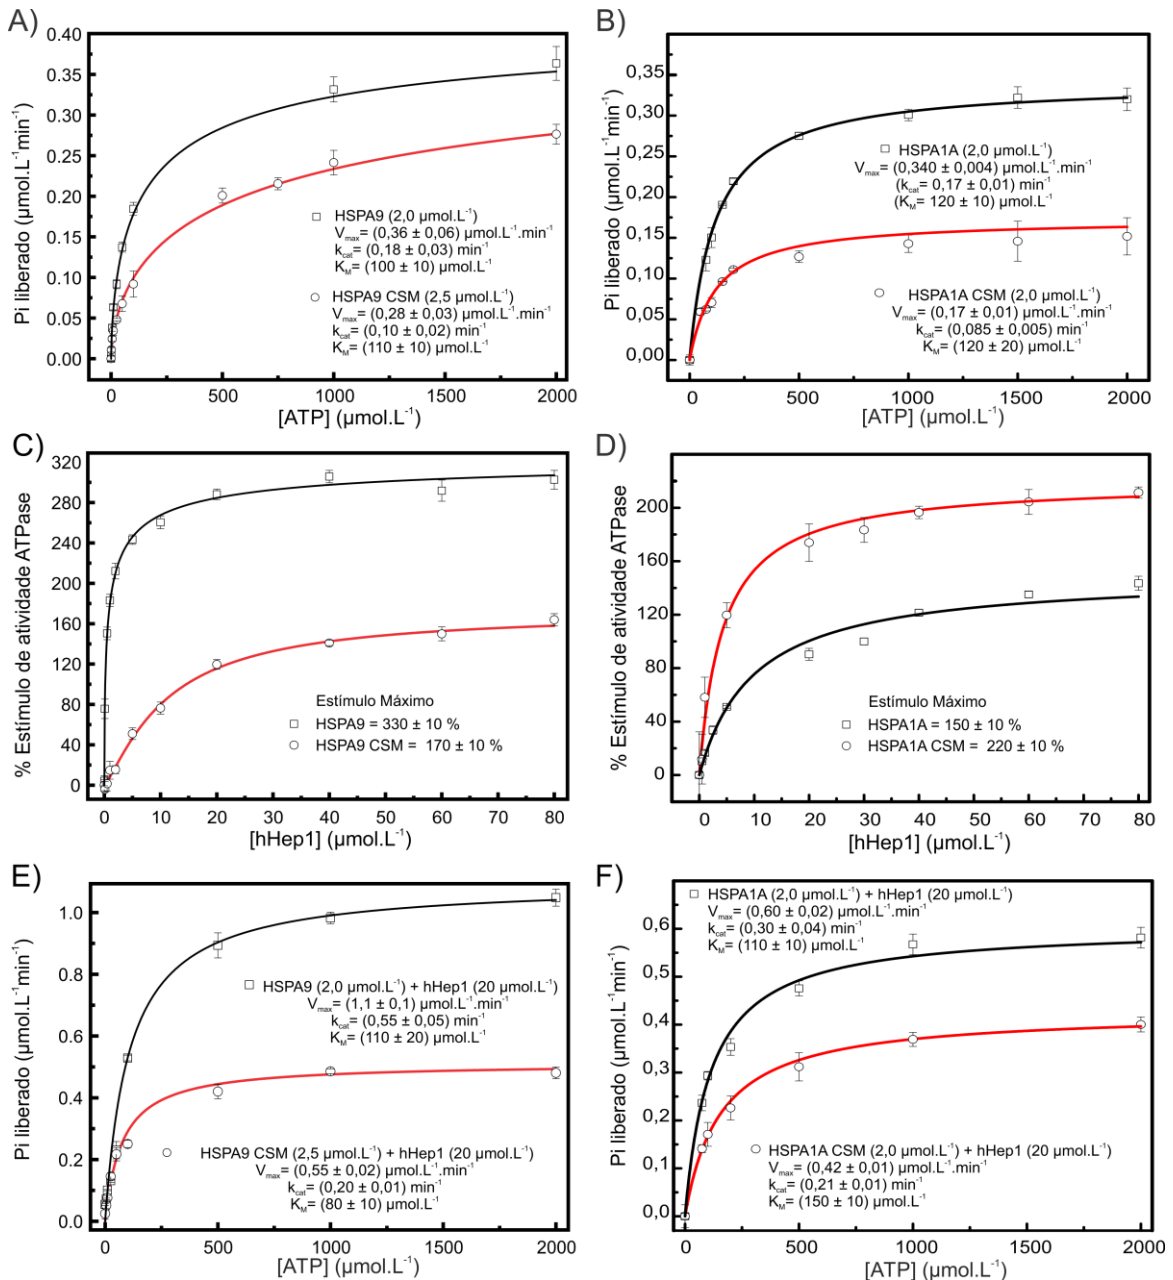 A)
0.40
0.35
0.30
0.25
0.20
0.15
0.10
0.05
0.00
Pi liberado (µmol.L⁻¹min⁻¹)
HSPA9 (2,0 µmol.L⁻¹)
Vmax= (0,36 ± 0,06) µmol.L⁻¹.min⁻¹
kcat= (0,18 ± 0,03) min⁻¹
KM= (100 ± 10) µmol.L⁻¹
HSPA9 CSM (2,5 µmol.L⁻¹)
Vmax= (0,28 ± 0,03) µmol.L⁻¹.min⁻¹
kcat= (0,10 ± 0,02) min⁻¹
KM= (110 ± 10) µmol.L⁻¹
0 500 1000 1500 2000
[ATP] (µmol.L⁻¹)
B)
0,40
0,35
0,30
0,25
0,20
0,15
0,10
0,05
0,00
Pi liberado (µmol.L⁻¹min⁻¹)
HSPA1A (2,0 µmol.L⁻¹)
Vmax= (0,340 ± 0,004) µmol.L⁻¹.min⁻¹
(kcat= 0,17 ± 0,01) min⁻¹
(KM= 120 ± 10) µmol.L⁻¹
HSPA1A CSM (2,0 µmol.L⁻¹)
Vmax= (0,17 ± 0,01) µmol.L⁻¹.min⁻¹
kcat= (0,085 ± 0,005) min⁻¹
KM= (120 ± 20) µmol.L⁻¹
0 500 1000 1500 2000
[ATP] (µmol.L⁻¹)
C)
320
280
240
200
160
120
80
40
0
% Estímulo de atividade ATPase
Estímulo Máximo
HSPA9 = 330 ± 10 %
HSPA9 CSM = 170 ± 10 %
0 10 20 30 40 50 60 70 80
[hHep1] (µmol.L⁻¹)
D)
200
160
120
80
40
0
% Estímulo de atividade ATPase
Estímulo Máximo
HSPA1A = 150 ± 10 %
HSPA1A CSM = 220 ± 10 %
0 10 20 30 40 50 60 70 80
[hHep1] (µmol.L⁻¹)
E)
1.0
0.8
0.6
0.4
0.2
0.0
Pi liberado (µmol.L⁻¹min⁻¹)
HSPA9 (2,0 µmol.L⁻¹) + hHep1 (20 µmol.L⁻¹)
Vmax= (1,1 ± 0,1) µmol.L⁻¹.min⁻¹
kcat= (0,55 ± 0,05) min⁻¹
KM= (110 ± 20) µmol.L⁻¹
HSPA9 CSM (2,5 µmol.L⁻¹) + hHep1 (20 µmol.L⁻¹)
Vmax= (0,55 ± 0,02) µmol.L⁻¹.min⁻¹
kcat= (0,20 ± 0,01) min⁻¹
KM= (80 ± 10) µmol.L⁻¹
0 500 1000 1500 2000
[ATP] (µmol.L⁻¹)
F)
0,6
0,5
0,4
0,3
0,2
0,1
0,0
Pi liberado (µmol.L⁻¹min⁻¹)
HSPA1A (2,0 µmol.L⁻¹) + hHep1 (20 µmol.L⁻¹)
Vmax= (0,60 ± 0,02) µmol.L⁻¹.min⁻¹
kcat= (0,30 ± 0,04) min⁻¹
KM= (110 ± 10) µmol.L⁻¹
HSPA1A CSM (2,0 µmol.L⁻¹) + hHep1 (20 µmol.L⁻¹)
Vmax= (0,42 ± 0,01) µmol.L⁻¹.min⁻¹
kcat= (0,21 ± 0,01) min⁻¹
KM= (150 ± 10) µmol.L⁻¹
0 500 1000 1500 2000
[ATP] (µmol.L⁻¹)